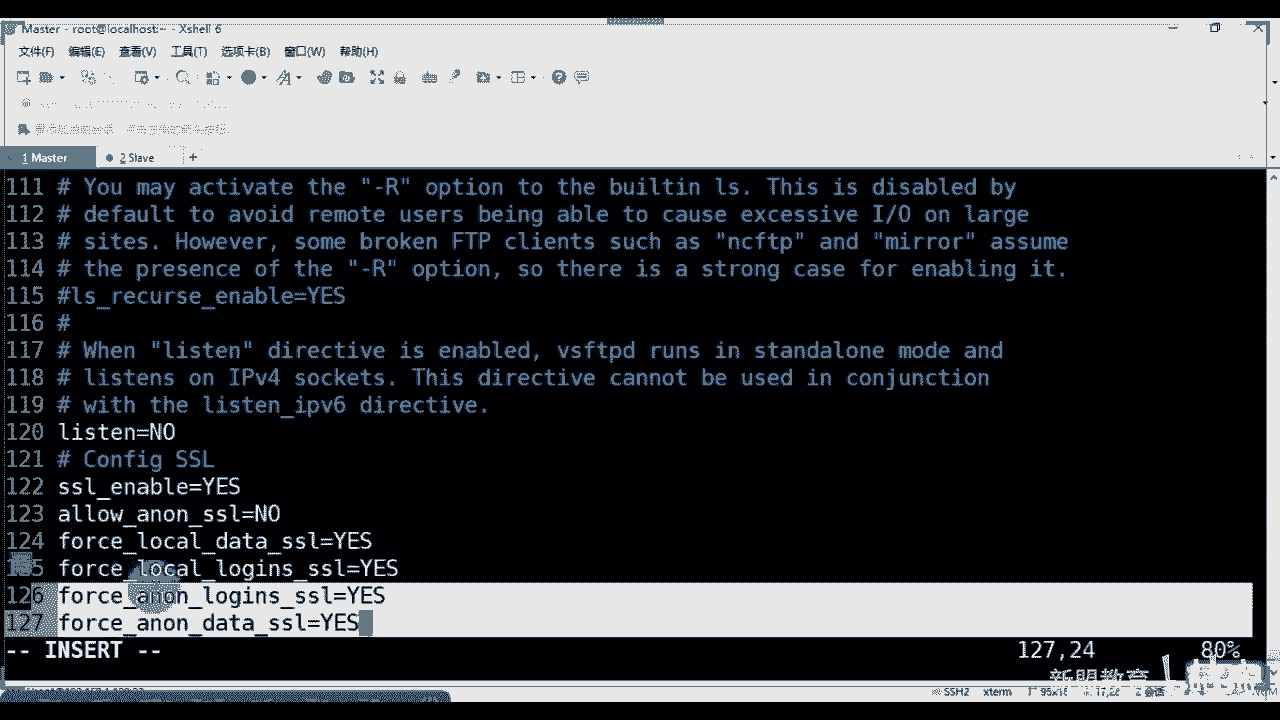 Master - root@localhost:~ - Xshell 6
文件(F) 编辑(E) 查看(V) 工具(T) 选项卡(B) 窗口(W) 帮助(H)
1 Master 2 Slave +
111 # You may activate the "-R" option to the builtin ls. This is disabled by
112 # default to avoid remote users being able to cause excessive I/O on large
113 # sites. However, some broken FTP clients such as "ncftp" and "mirror" assume
114 # the presence of the "-R" option, so there is a strong case for enabling it.
115 #ls_recurse_enable=YES
116 #
117 # When "listen" directive is enabled, vsftpd runs in standalone mode and
118 # listens on IPv4 sockets. This directive cannot be used in conjunction
119 # with the listen_ipv6 directive.
120 listen=NO
121 # Config SSL
122 ssl_enable=YES
123 allow_anon_ssl=NO
124 force_local_data_ssl=YES
125 force_local_logins_ssl=YES
126 force_anon_logins_ssl=YES
127 force_anon_data_ssl=YES
-- INSERT -- 127,24 80%
新盟教育
SSH2 xterm